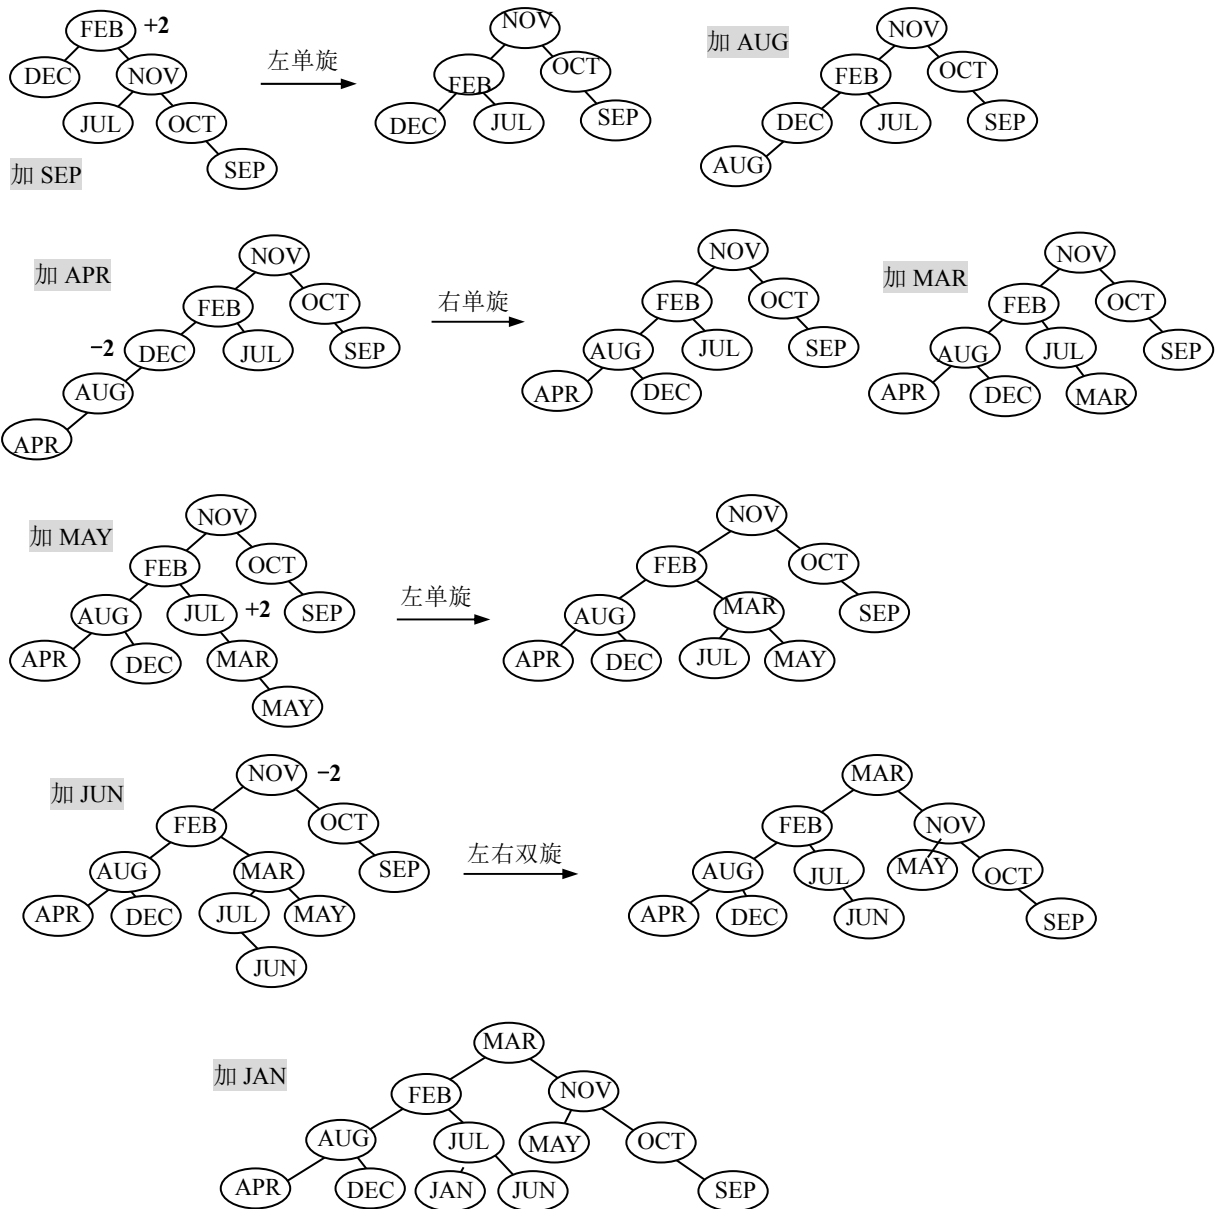 FEB +2
DEC NOV
JUL OCT
SEP
加 SEP
左单旋
NOV
FEB OCT
DEC JUL SEP
加 AUG
NOV
FEB OCT
DEC JUL SEP
AUG
加 APR
NOV
FEB OCT
−2 DEC JUL SEP
AUG
APR
右单旋
NOV
FEB OCT
AUG JUL SEP
APR DEC
加 MAR
NOV
FEB OCT
AUG JUL SEP
APR DEC MAR
加 MAY
NOV
FEB OCT
AUG JUL +2 SEP
APR DEC MAR
MAY
左单旋
NOV
FEB OCT
AUG MAR SEP
APR DEC JUL MAY
加 JUN
NOV −2
FEB OCT
AUG MAR SEP
APR DEC JUL MAY
JUN
左右双旋
MAR
FEB NOV
AUG JUL MAY OCT
APR DEC JUN SEP
加 JAN
MAR
FEB NOV
AUG JUL MAY OCT
APR DEC JAN JUN SEP